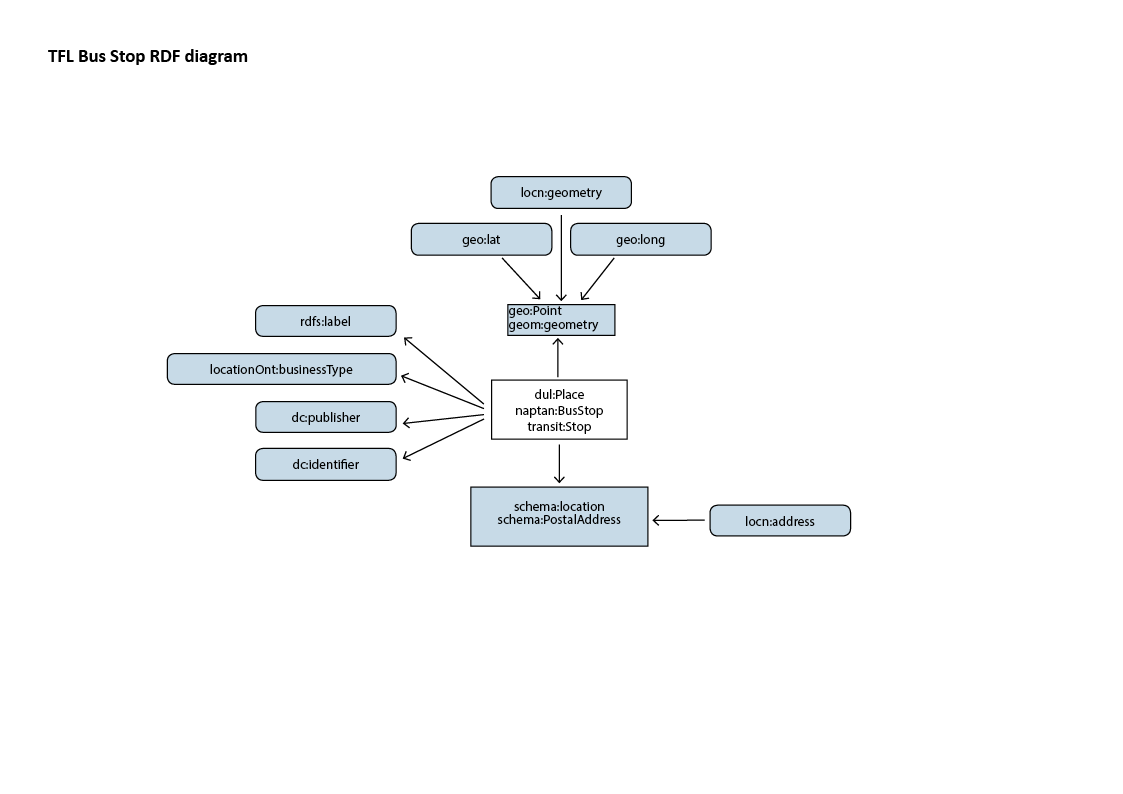 TFL Bus Stop RDF diagram
locn:geometry
geo:lat
geo:long
geo:Point
geom:geometry
rdfs:label
locationOnt:businessType
dc:publisher
dc:identifier
dul:Place
naptan:BusStop
transit:Stop
schema:location
schema:PostalAddress
locn:address